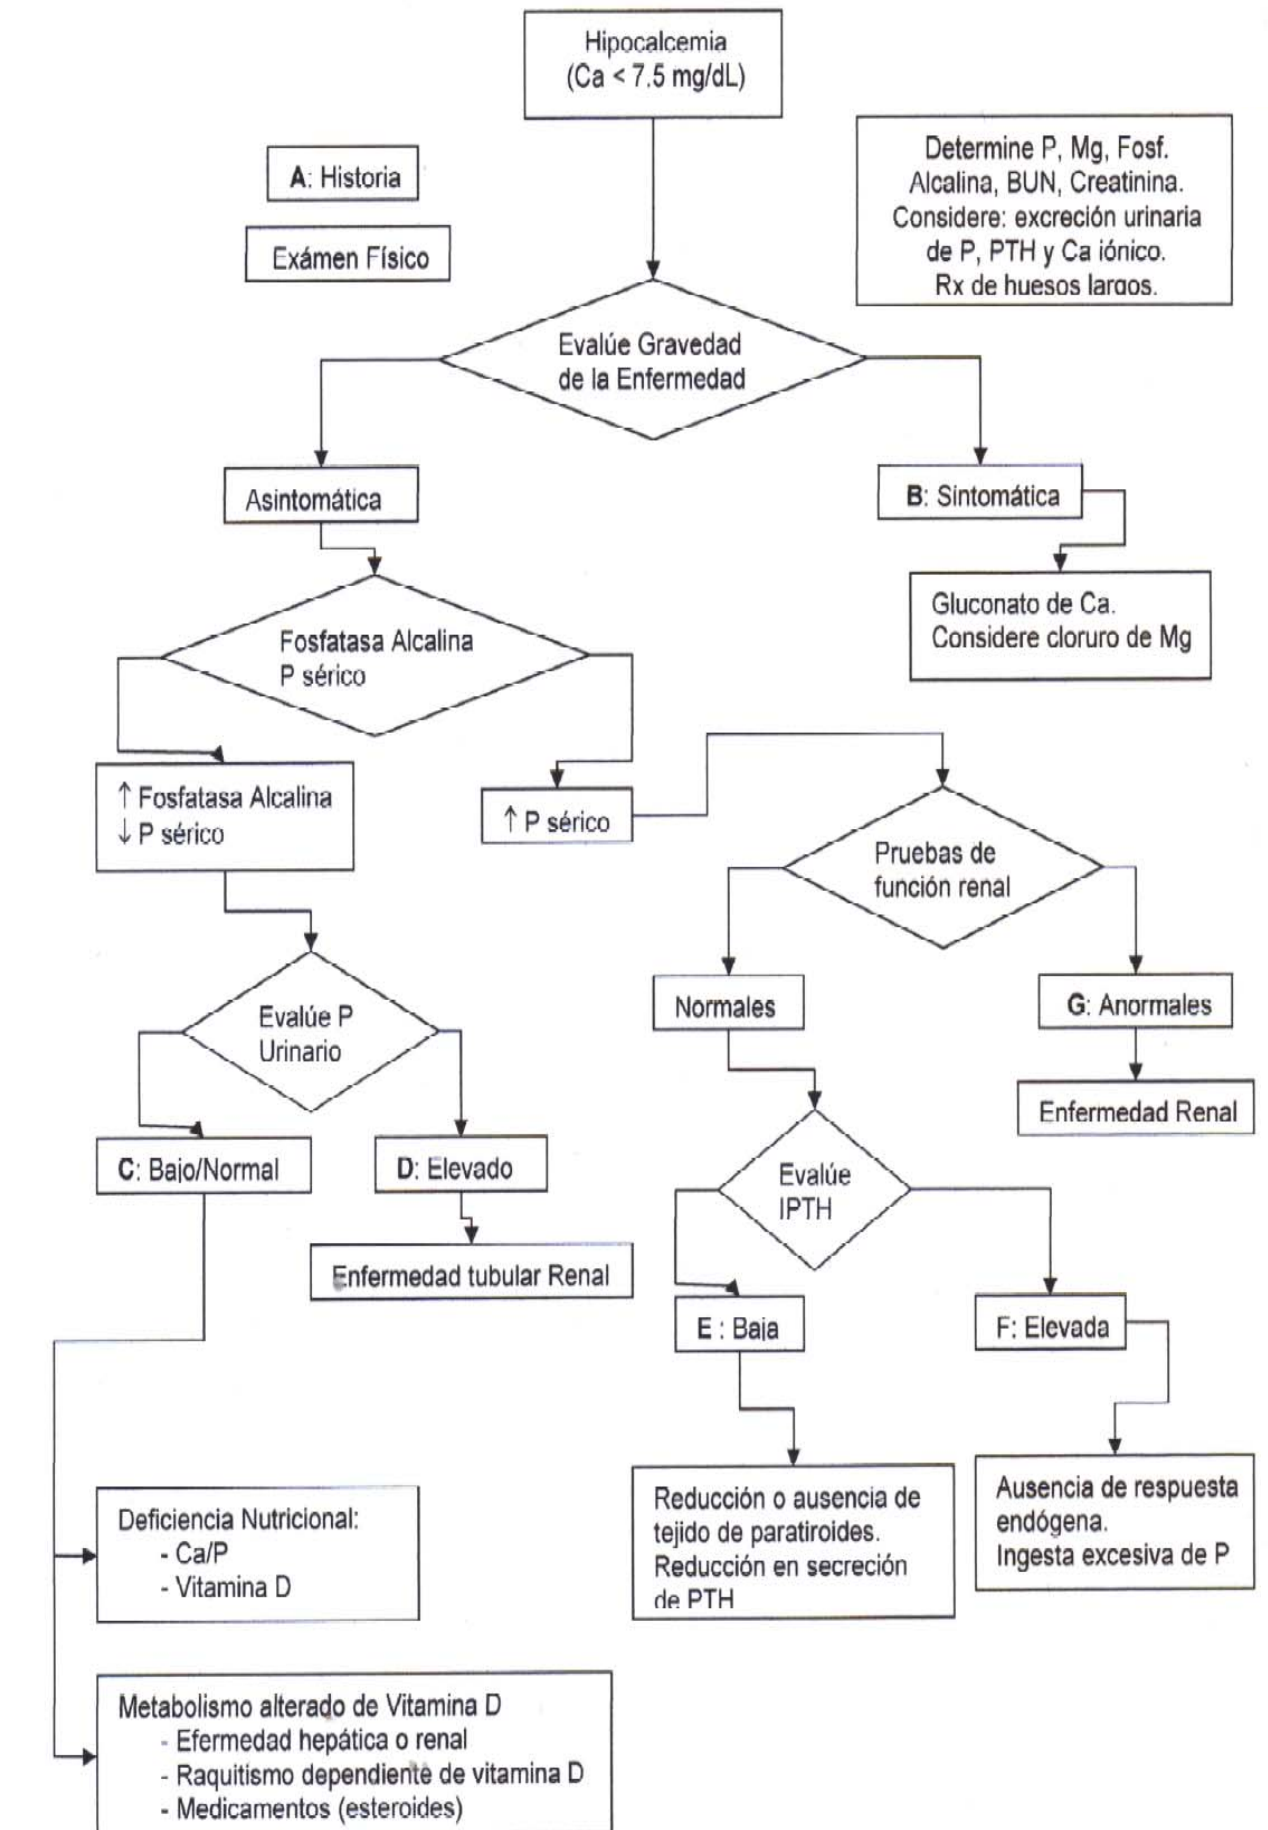 Hipocalcemia
(Ca < 7.5 mg/dL)
A: Historia
Exámen Físico
Determine P, Mg, Fosf.
Alcalina, BUN, Creatinina.
Considere: excreción urinaria
de P, PTH y Ca iónico.
Rx de huesos largos.
Evalúe Gravedad
de la Enfermedad
Asintomática
B: Sintomática
Gluconato de Ca.
Considere cloruro de Mg
Fosfatasa Alcalina
P sérico
↑ Fosfatasa Alcalina
↓ P sérico
↑ P sérico
Pruebas de
función renal
Evalúe P
Urinario
Normales
G: Anormales
Enfermedad Renal
C: Bajo/Normal
D: Elevado
Enfermedad tubular Renal
Evalúe
IPTH
E : Baja
F: Elevada
Reducción o ausencia de
tejido de paratiroides.
Reducción en secreción
de PTH
Ausencia de respuesta
endógena.
Ingesta excesiva de P
Deficiencia Nutricional:
- Ca/P
- Vitamina D
Metabolismo alterado de Vitamina D
- Efermedad hepática o renal
- Raquitismo dependiente de vitamina D
- Medicamentos (esteroides)